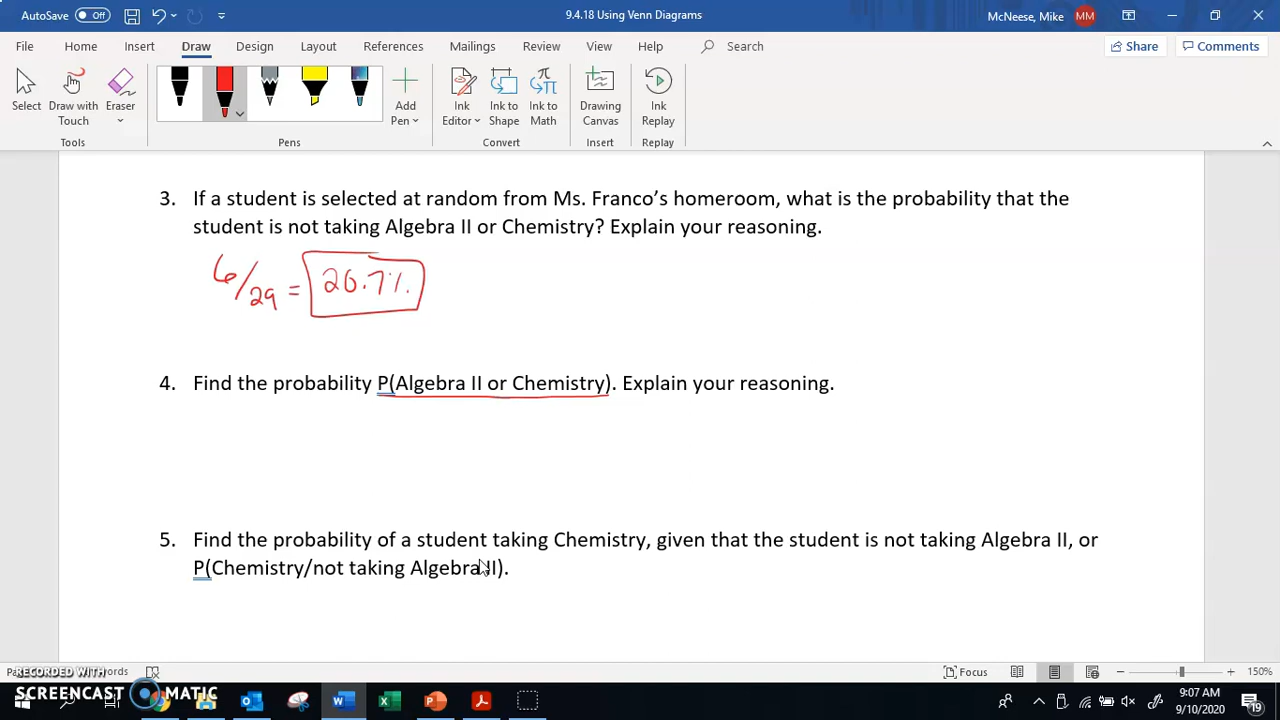 AutoSave Off
9.4.18 Using Venn Diagrams
McNeese, Mike MM
File Home Insert Draw Design Layout References Mailings Review View Help Search
Share Comments
Select Draw with Touch Eraser
Add Pen
Ink Editor Ink to Shape Ink to Math
Drawing Canvas
Ink Replay
Tools Pens Convert Insert Replay
3. If a student is selected at random from Ms. Franco's homeroom, what is the probability that the
student is not taking Algebra II or Chemistry? Explain your reasoning.
6/29 = 20.7%
4. Find the probability P(Algebra II or Chemistry). Explain your reasoning.
5. Find the probability of a student taking Chemistry, given that the student is not taking Algebra II, or
P(Chemistry/not taking Algebra II).
words Focus 150%
RECORDED WITH
SCREENCAST MATIC
9:07 AM
9/10/2020
19